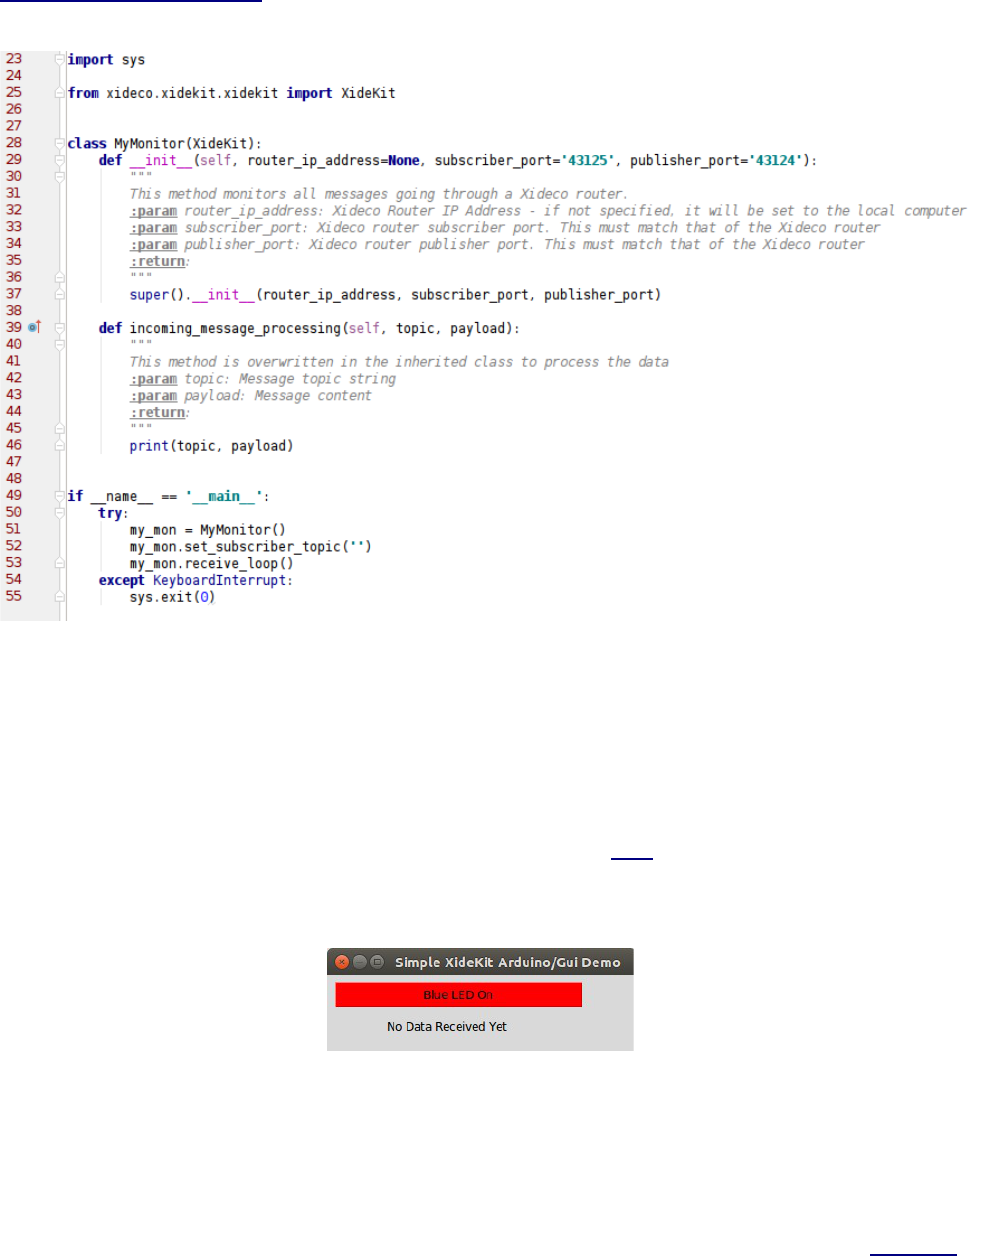 23 import sys
24
25 from xideco.xidekit.xidekit import XideKit
26
27
28 class MyMonitor(XideKit):
29     def __init__(self, router_ip_address=None, subscriber_port='43125', publisher_port='43124'):
30         """
31         This method monitors all messages going through a Xideco router.
32         :param router_ip_address: Xideco Router IP Address - if not specified, it will be set to the local computer
33         :param subscriber_port: Xideco router subscriber port. This must match that of the Xideco router
34         :param publisher_port: Xideco router publisher port. This must match that of the Xideco router
35         :return:
36         """
37         super().__init__(router_ip_address, subscriber_port, publisher_port)
38
39     def incoming_message_processing(self, topic, payload):
40         """
41         This method is overwritten in the inherited class to process the data
42         :param topic: Message topic string
43         :param payload: Message content
44         :return:
45         """
46         print(topic, payload)
47
48
49 if __name__ == '__main__':
50     try:
51         my_mon = MyMonitor()
52         my_mon.set_subscriber_topic('')
53         my_mon.receive_loop()
54     except KeyboardInterrupt:
55         sys.exit(0)
Simple XideKit Arduino/Gui Demo
Blue LED On
No Data Received Yet